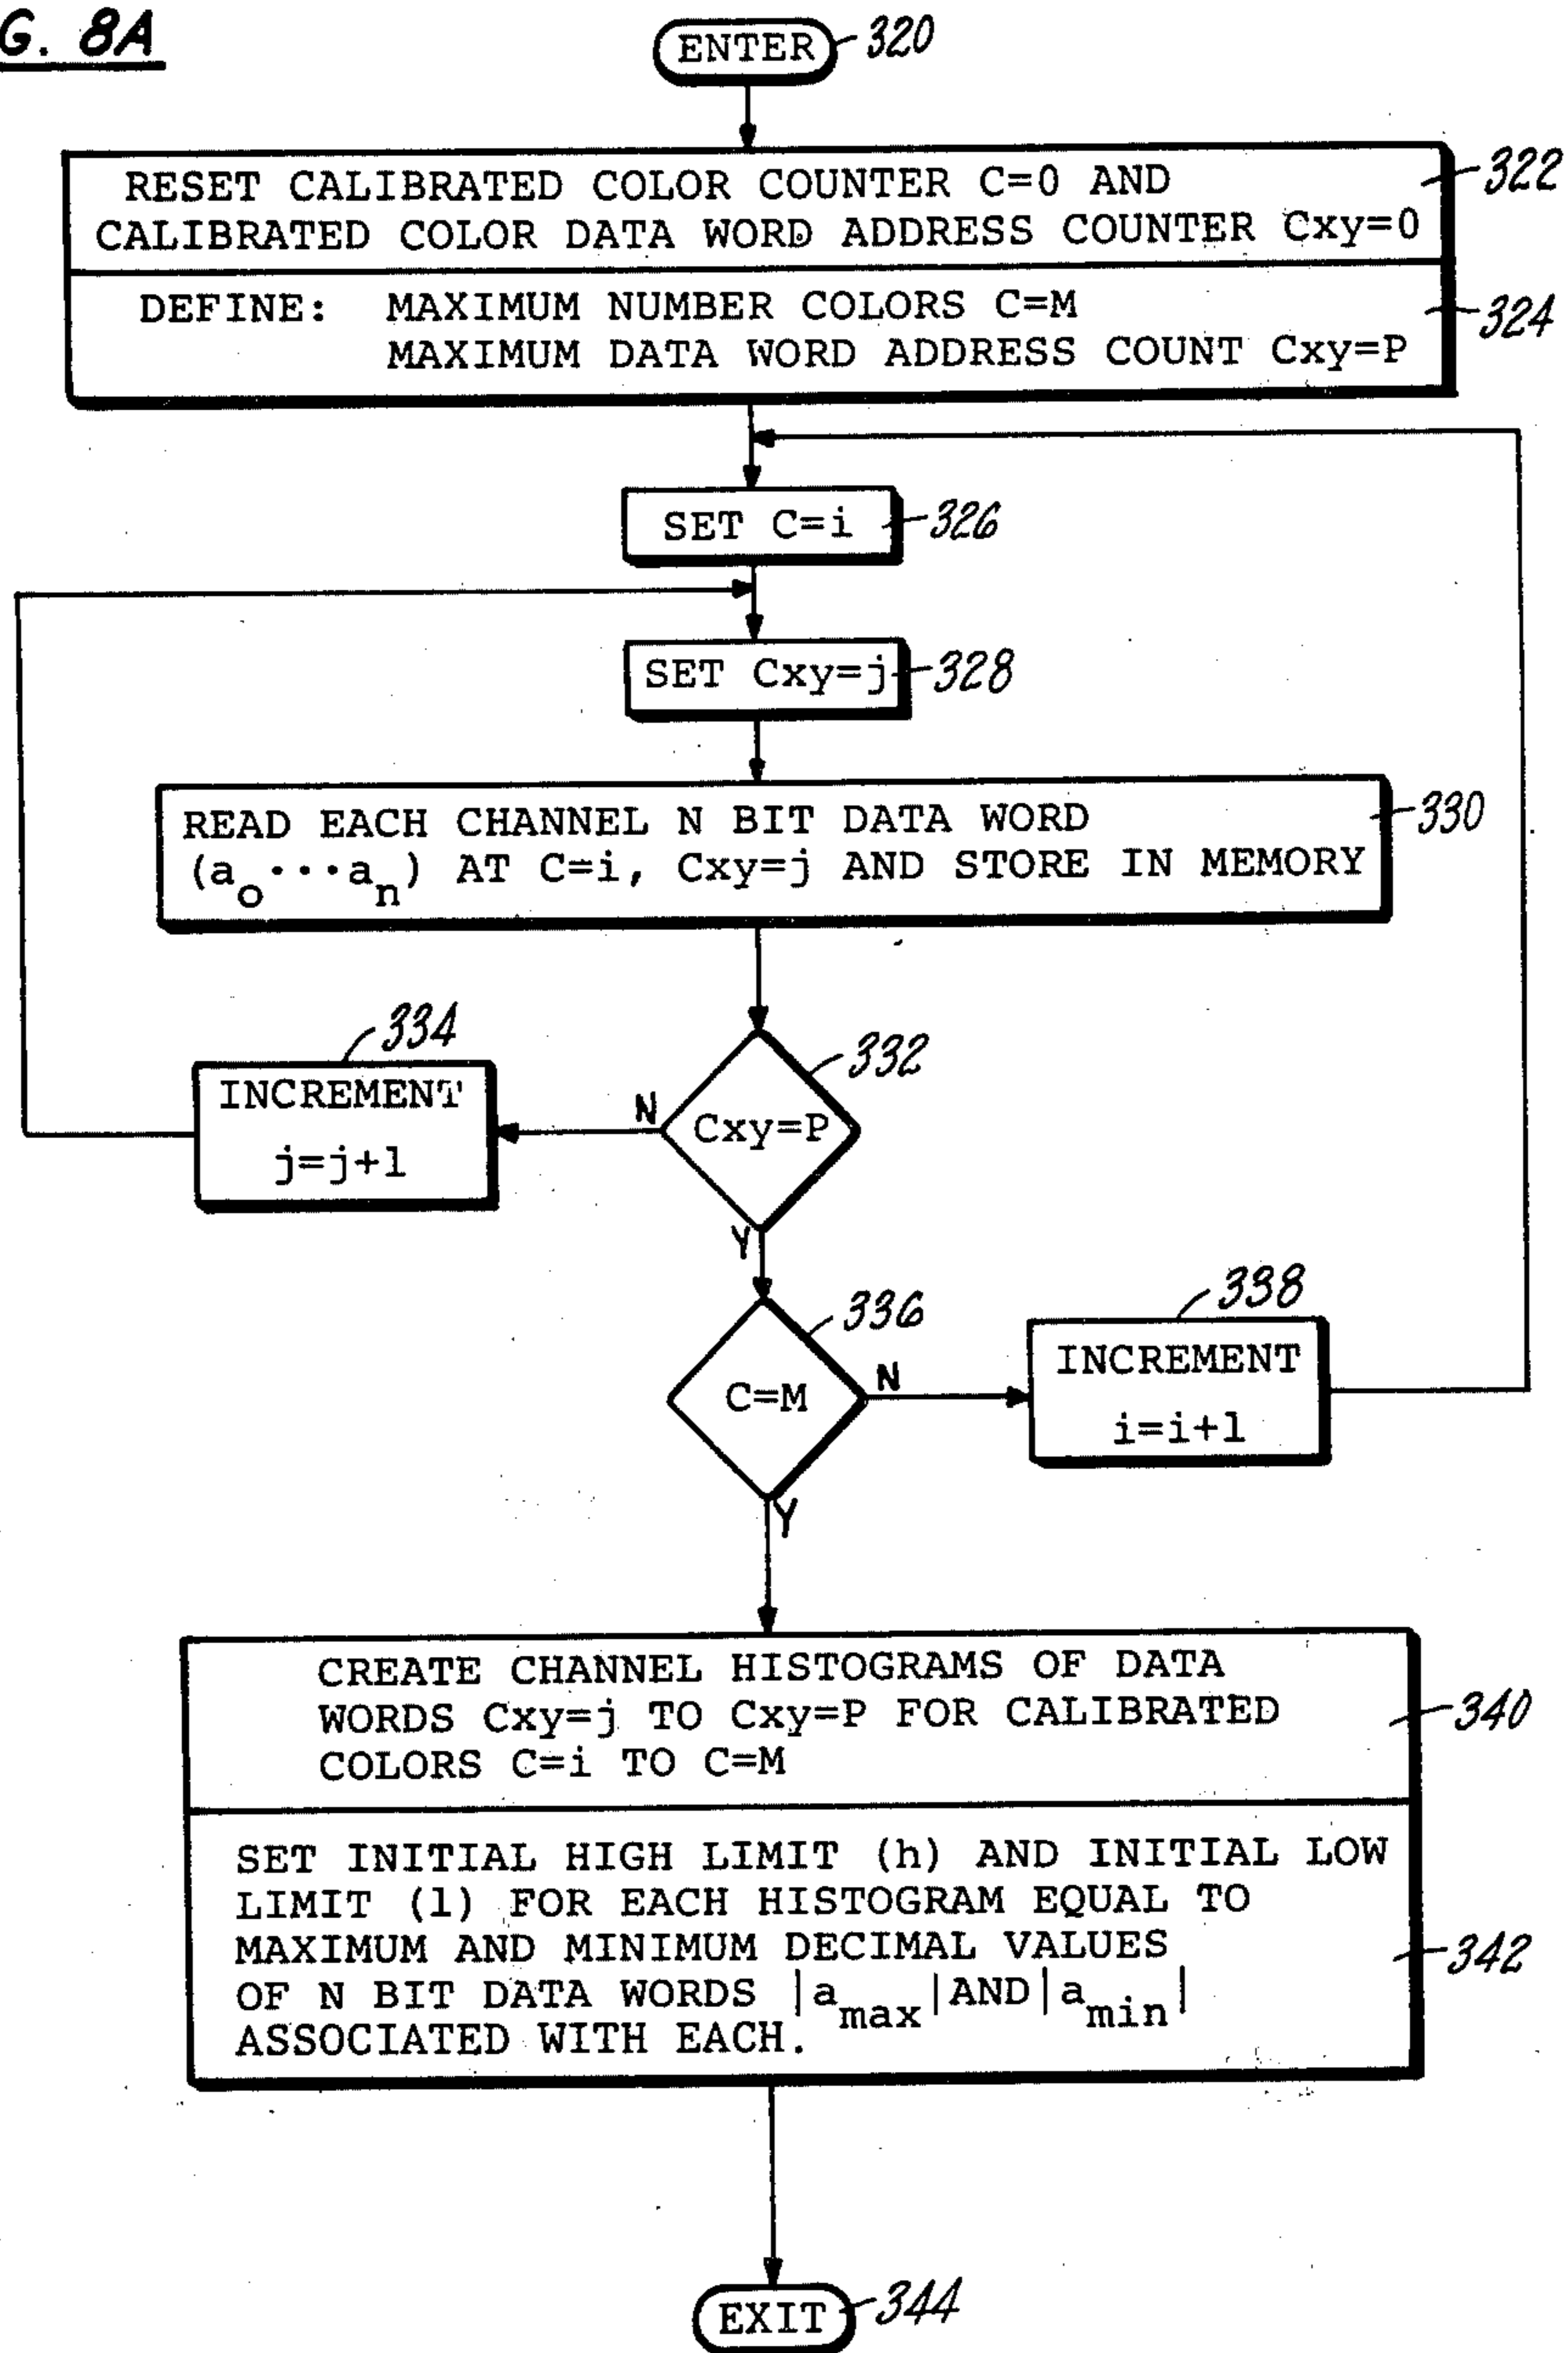 G. 8A
ENTER 320
RESET CALIBRATED COLOR COUNTER C=0 AND
CALIBRATED COLOR DATA WORD ADDRESS COUNTER Cxy=0
322
DEFINE: MAXIMUM NUMBER COLORS C=M
MAXIMUM DATA WORD ADDRESS COUNT Cxy=P
324
SET C=i 326
SET Cxy=j 328
READ EACH CHANNEL N BIT DATA WORD
(a_o···a_n) AT C=i, Cxy=j AND STORE IN MEMORY
330
334
INCREMENT
j=j+1
N
332
Cxy=P
Y
336
C=M
N
338
INCREMENT
i=i+1
Y
CREATE CHANNEL HISTOGRAMS OF DATA
WORDS Cxy=j TO Cxy=P FOR CALIBRATED
COLORS C=i TO C=M
340
SET INITIAL HIGH LIMIT (h) AND INITIAL LOW
LIMIT (l) FOR EACH HISTOGRAM EQUAL TO
MAXIMUM AND MINIMUM DECIMAL VALUES
OF N BIT DATA WORDS |a_max| AND |a_min|
ASSOCIATED WITH EACH.
342
EXIT 344